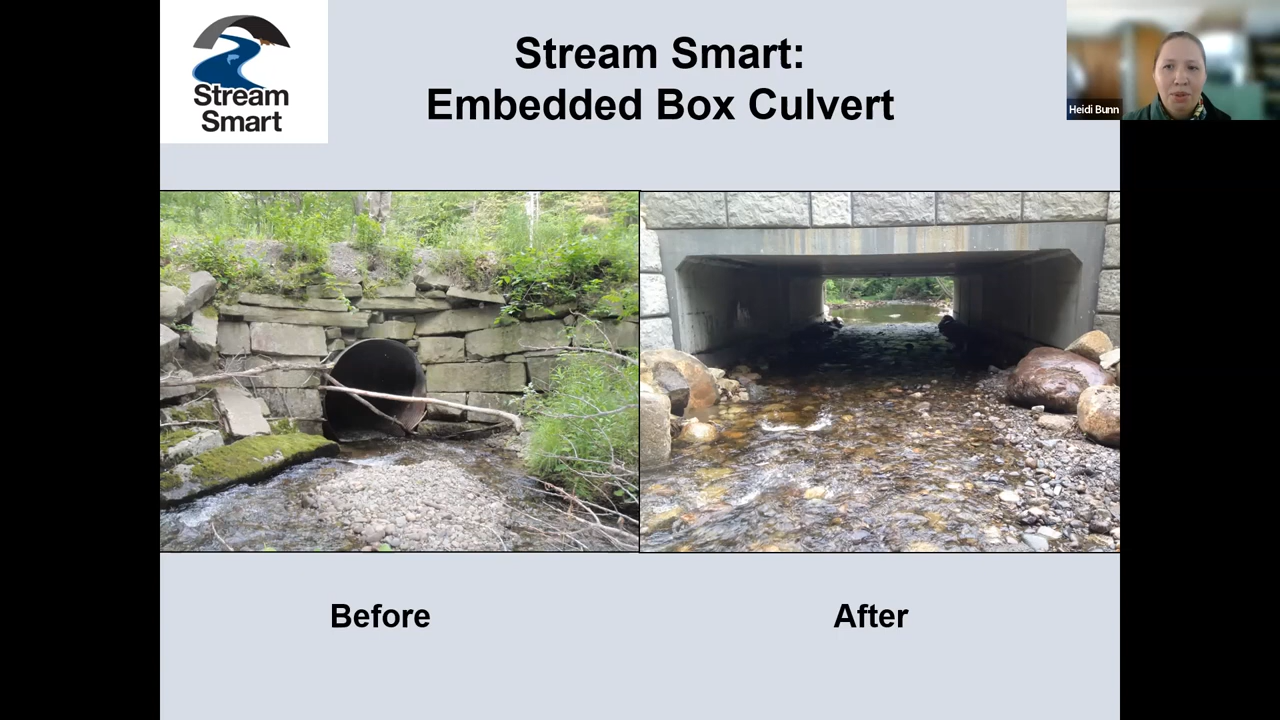 Stream
Smart
Stream Smart:
Embedded Box Culvert
Heidi Bunn
Before
After